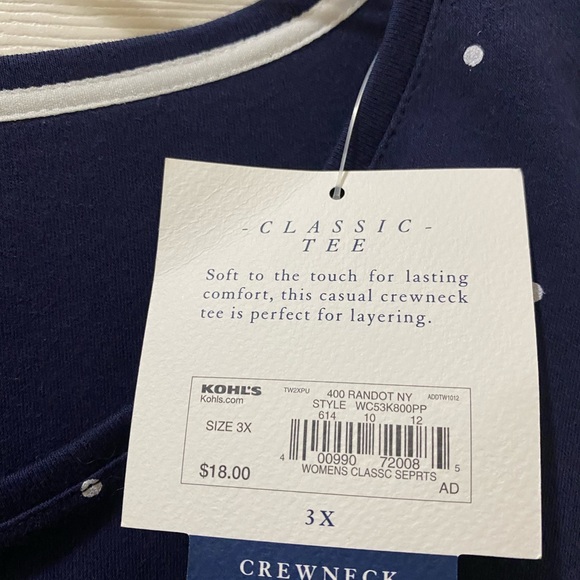 - CLASSIC -
TEE
Soft to the touch for lasting
comfort, this casual crewneck
tee is perfect for layering.
KOHL'S TW2XPU 400 RANDOT NY ADDTW1012
Kohls.com STYLE WC53K800PP
614 10 12
SIZE 3X
4 00990 72008 5
$18.00 WOMENS CLASSC SEPRTS
AD
3X
CREWNECK